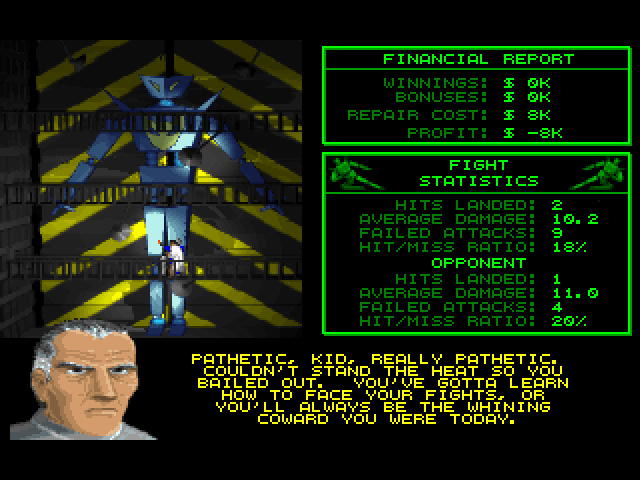 FINANCIAL REPORT
WINNINGS: $ 0K
BONUSES: $ 0K
REPAIR COST: $ 8K
PROFIT: $ -8K
FIGHT
STATISTICS
HITS LANDED: 2
AVERAGE DAMAGE: 10.2
FAILED ATTACKS: 9
HIT/MISS RATIO: 18%
OPPONENT
HITS LANDED: 1
AVERAGE DAMAGE: 11.0
FAILED ATTACKS: 4
HIT/MISS RATIO: 20%
PATHETIC, KID, REALLY PATHETIC.
COULDN'T STAND THE HEAT SO YOU
BAILED OUT. YOU'VE GOTTA LEARN
HOW TO FACE YOUR FIGHTS, OR
YOU'LL ALWAYS BE THE WHINING
COWARD YOU WERE TODAY.